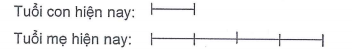 Tuổi con hiện nay:
Tuổi mẹ hiện nay: